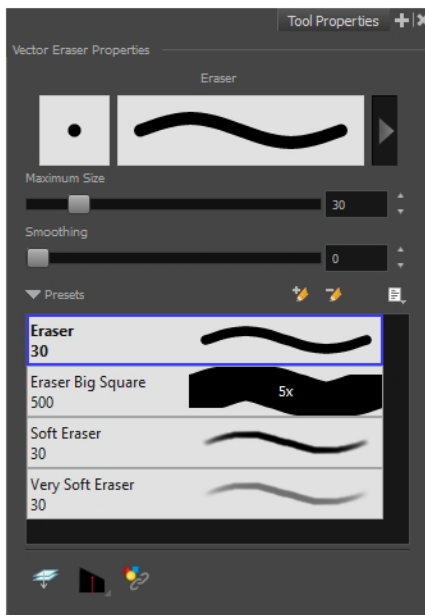 Tool Properties
Vector Eraser Properties
Eraser
Maximum Size
30
Smoothing
0
Presets
Eraser
30
Eraser Big Square
500
5x
Soft Eraser
30
Very Soft Eraser
30